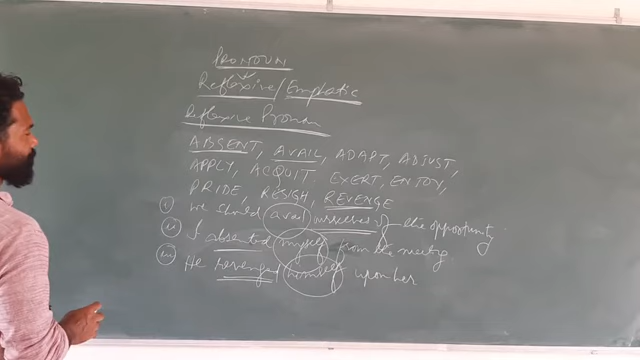 PRONOUN
Reflexive/Emphatic
Reflexive Pronoun
ABSENT, AVAIL, ADAPT, ADJUST,
APPLY, ACQUIT, EXERT, ENJOY,
PRIDE, RESIGN, REVENGE
(i) We should avail ourselves of the opportunity.
(ii) I absented myself from the meeting.
(iii) He revenged himself upon her